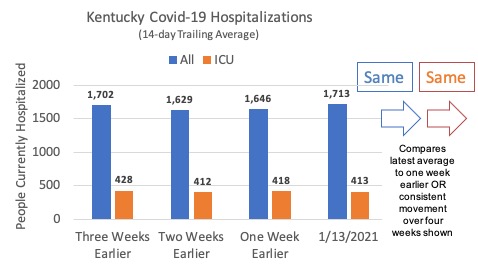 Kentucky Covid-19 Hospitalizations
(14-day Trailing Average)
All ICU
People Currently Hospitalized
2000
1500
1000
500
0
1,702
428
1,629
412
1,646
418
1,713
413
Three Weeks
Earlier
Two Weeks
Earlier
One Week
Earlier
1/13/2021
Same Same
Compares
latest average to
one week
earlier OR
consistent
movement
over four
weeks shown